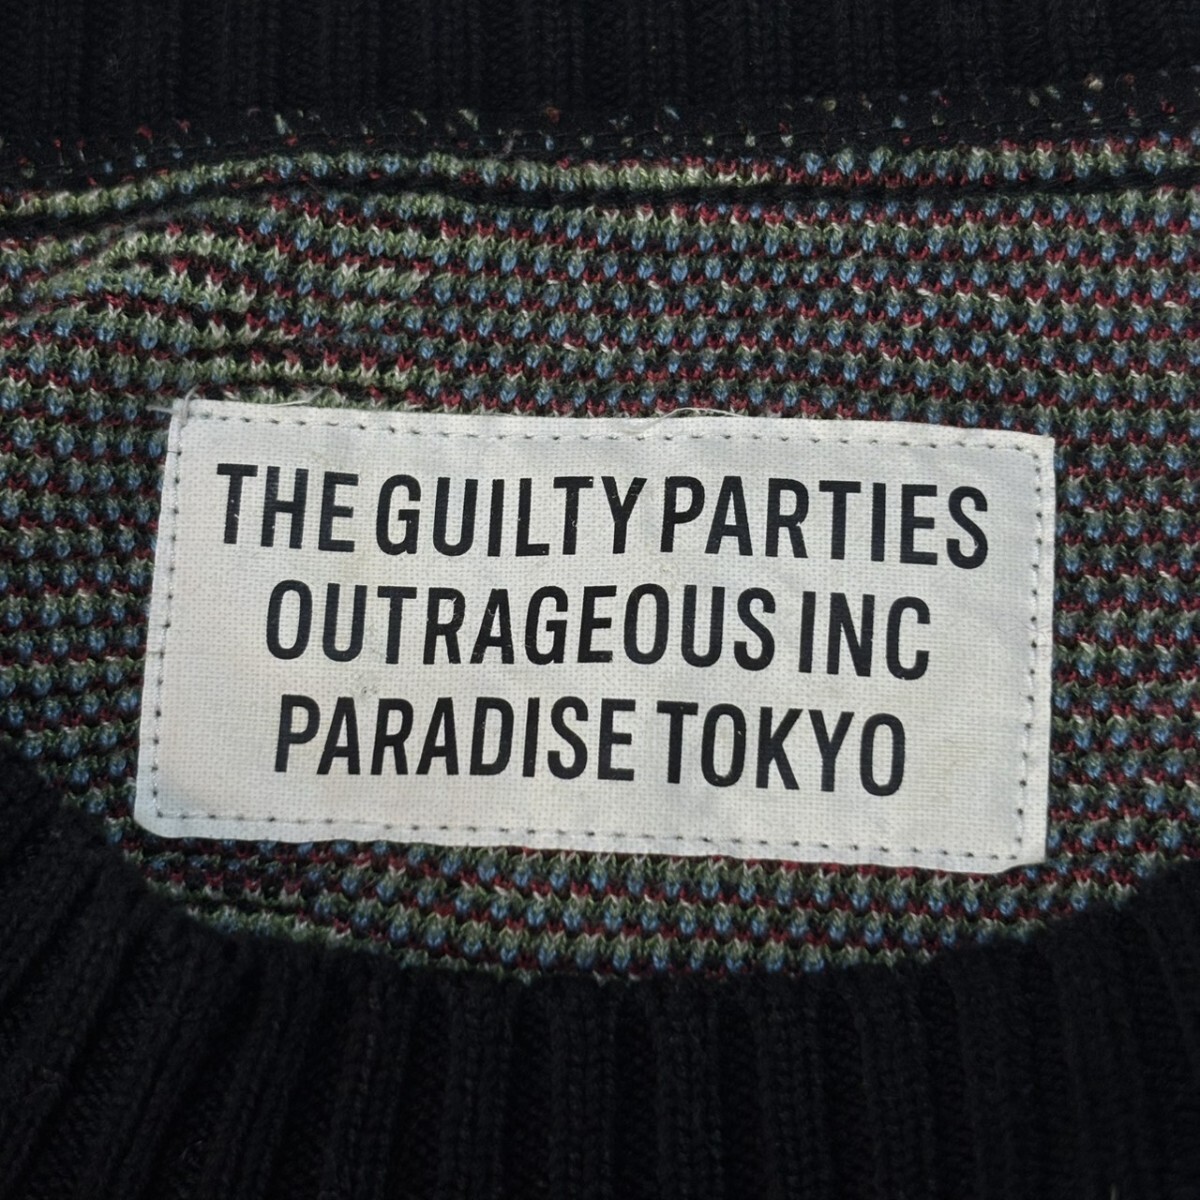 THE GUILTY PARTIES
OUTRAGEOUS INC
PARADISE TOKYO